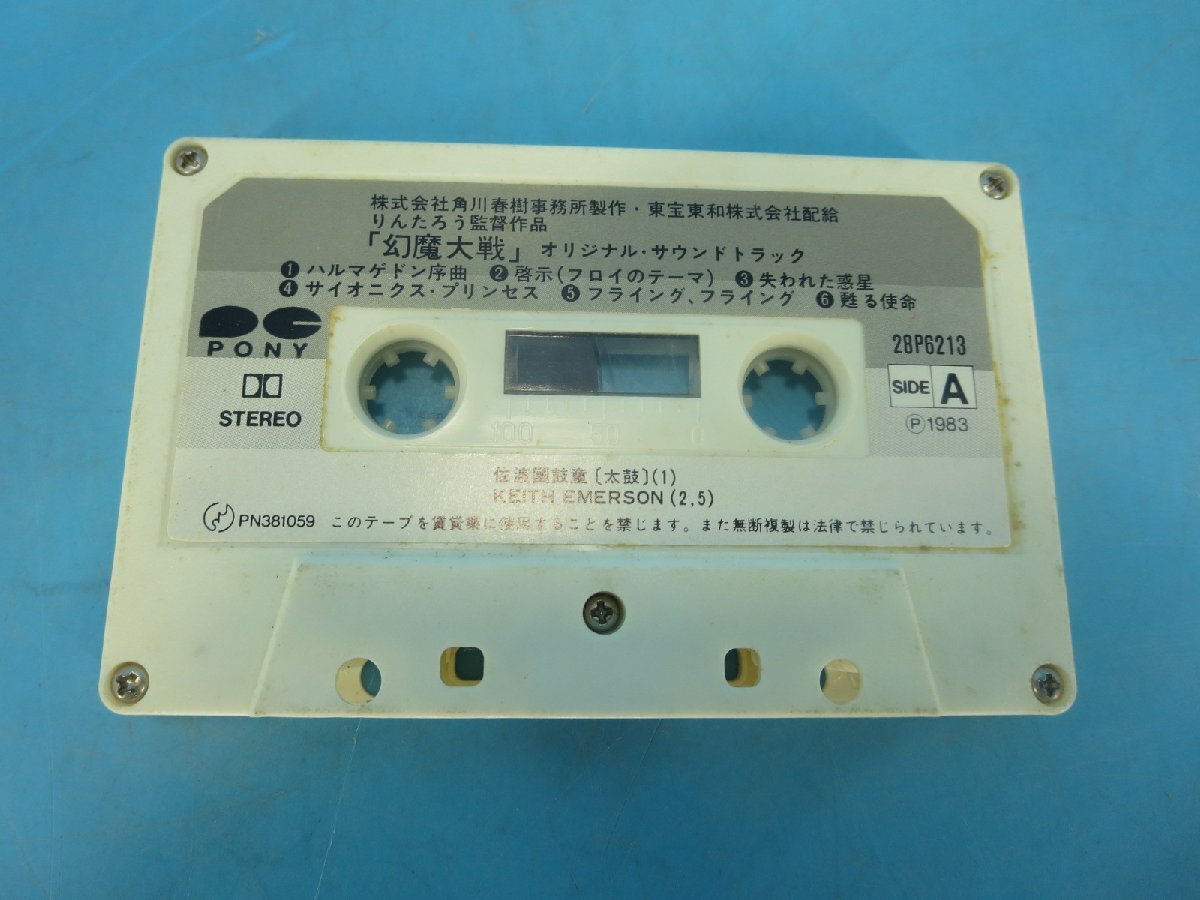 株式会社角川春樹事務所製作・東宝東和株式会社配給
りんたろう監督作品
「幻魔大戦」オリジナル・サウンドトラック
❶ハルマゲドン序曲 ❷啓示(フロイのテーマ) ❸失われた惑星
❹サイオニクス・プリンセス ❺フライング、フライング ❻甦る使命
PC
PONY
28P6213
STEREO
SIDE A
Ⓟ1983
100 50 0
佐渡國鼓童〔太鼓〕(1)
KEITH EMERSON (2,5)
PN381059 このテープを賃貸業に使用することを禁じます。また無断複製は法律で禁じられています。